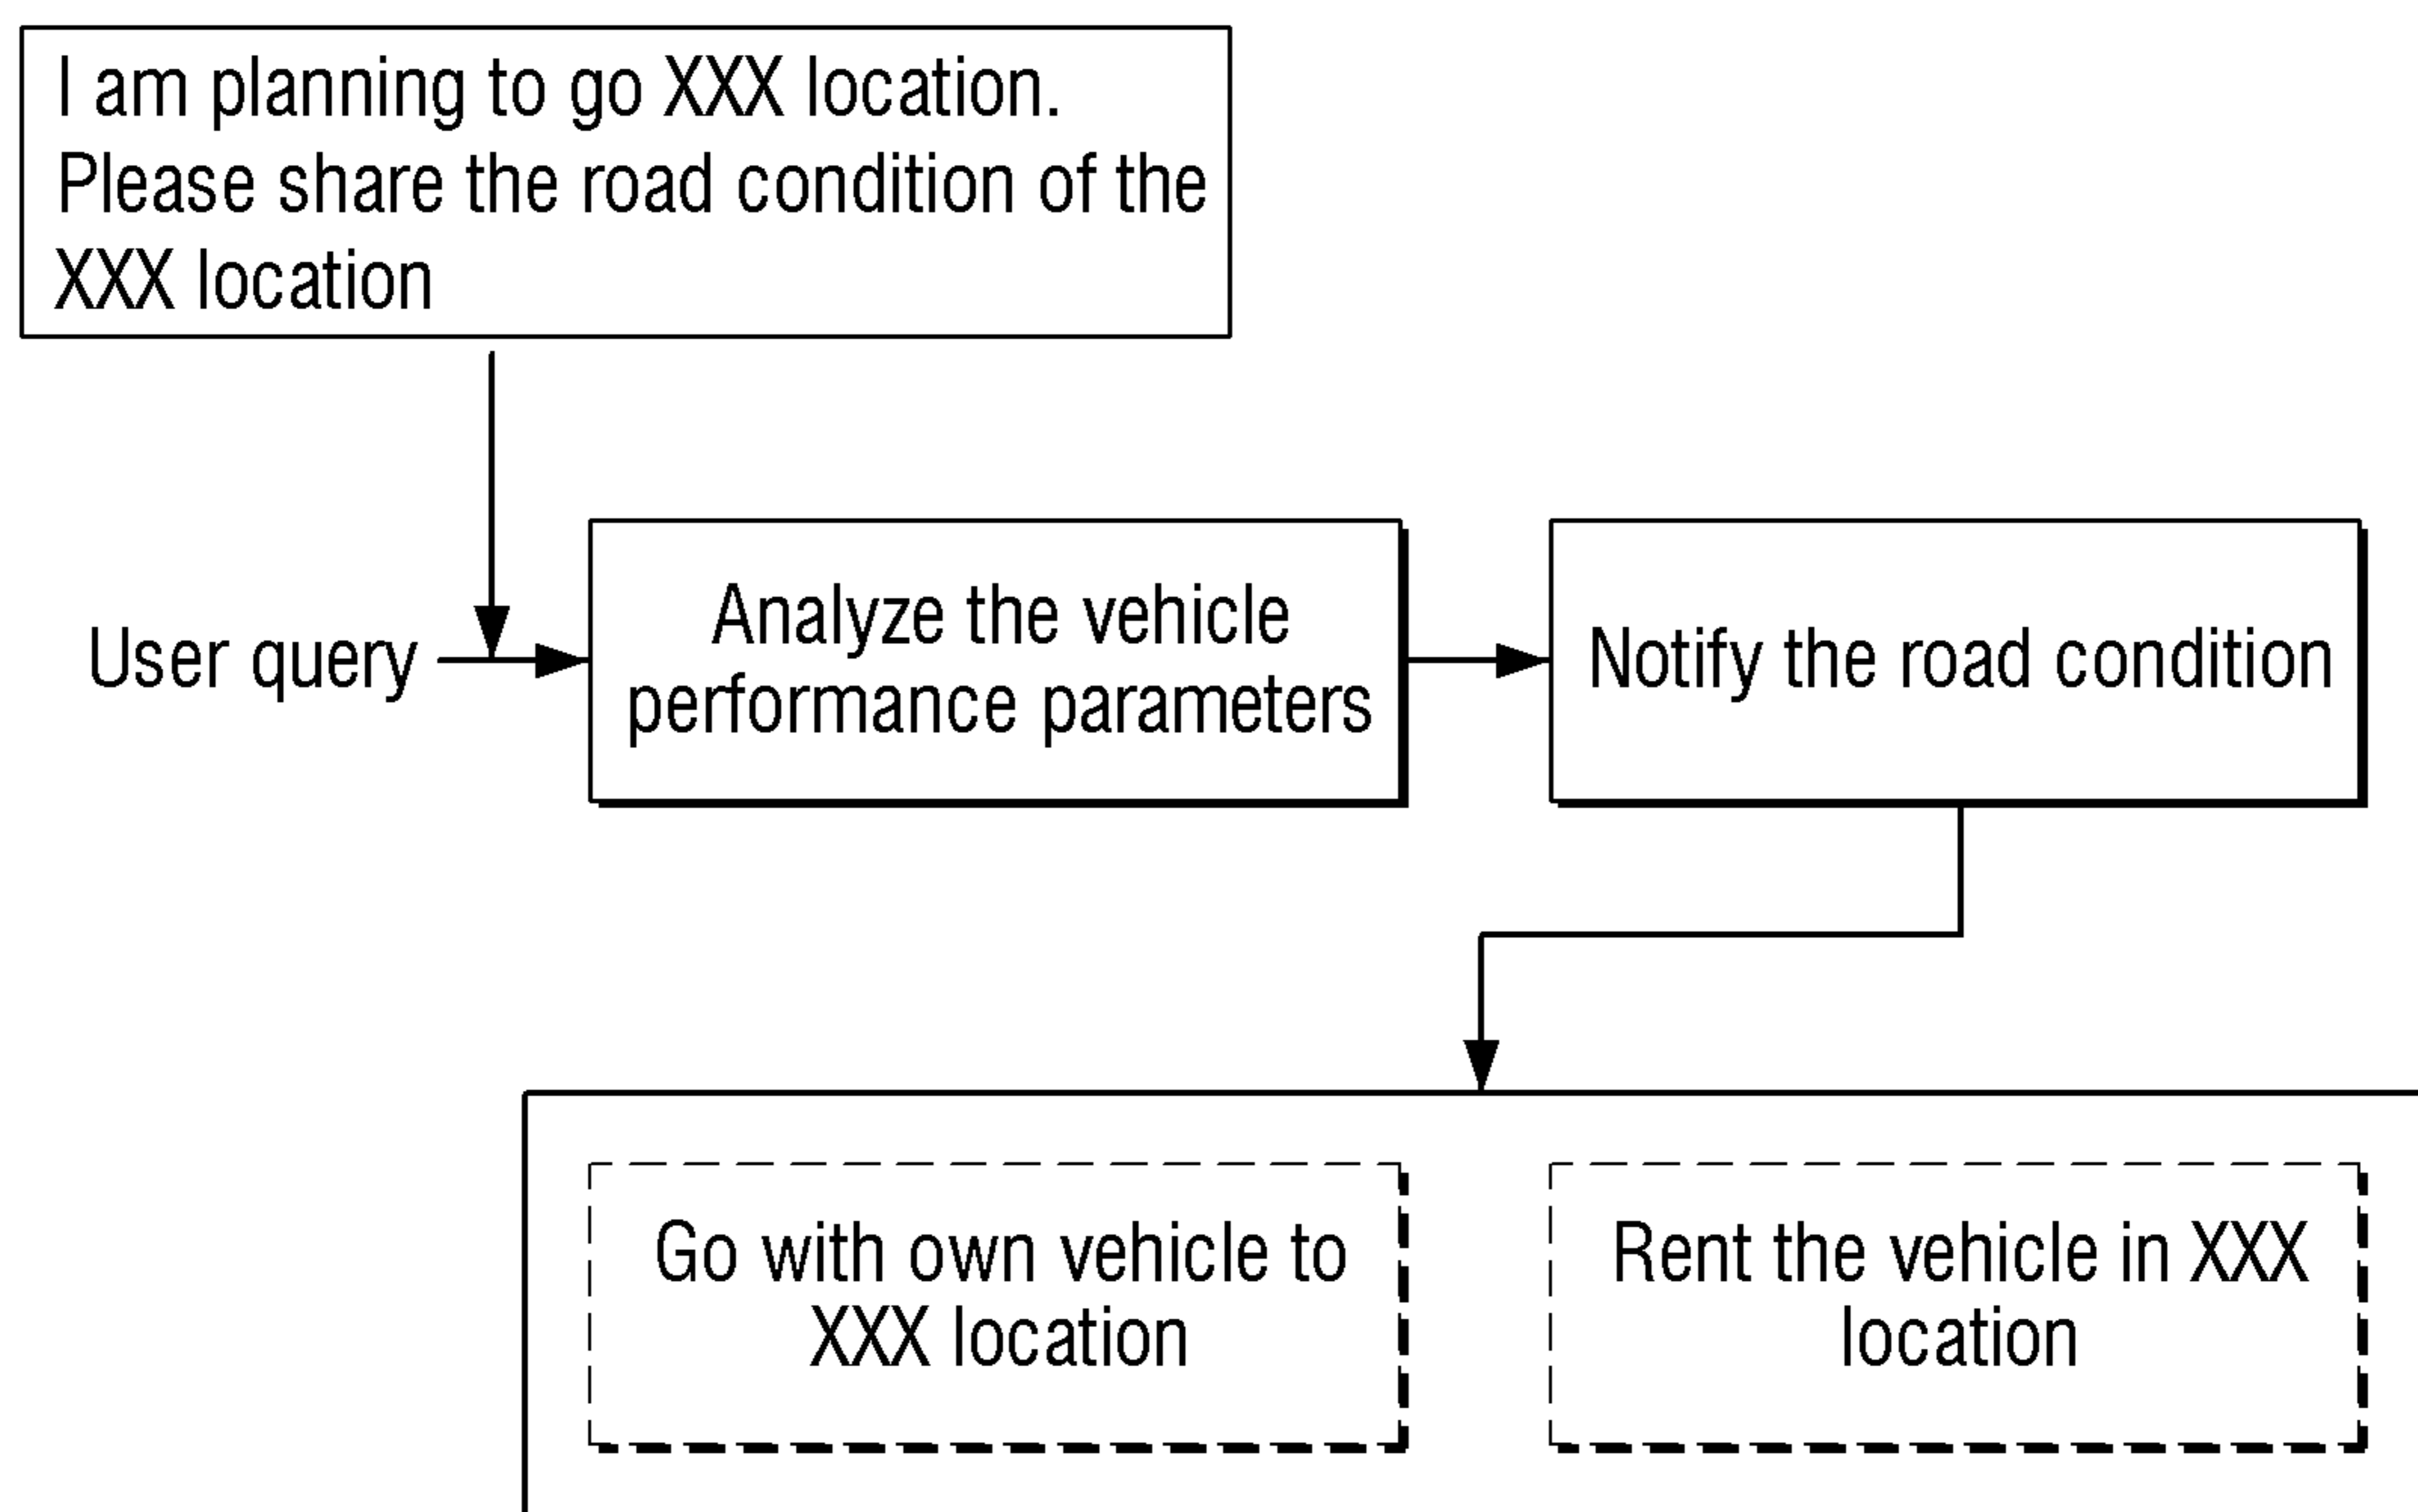 I am planning to go XXX location.
Please share the road condition of the
XXX location
User query
Analyze the vehicle
performance parameters
Notify the road condition
Go with own vehicle to
XXX location
Rent the vehicle in XXX
location